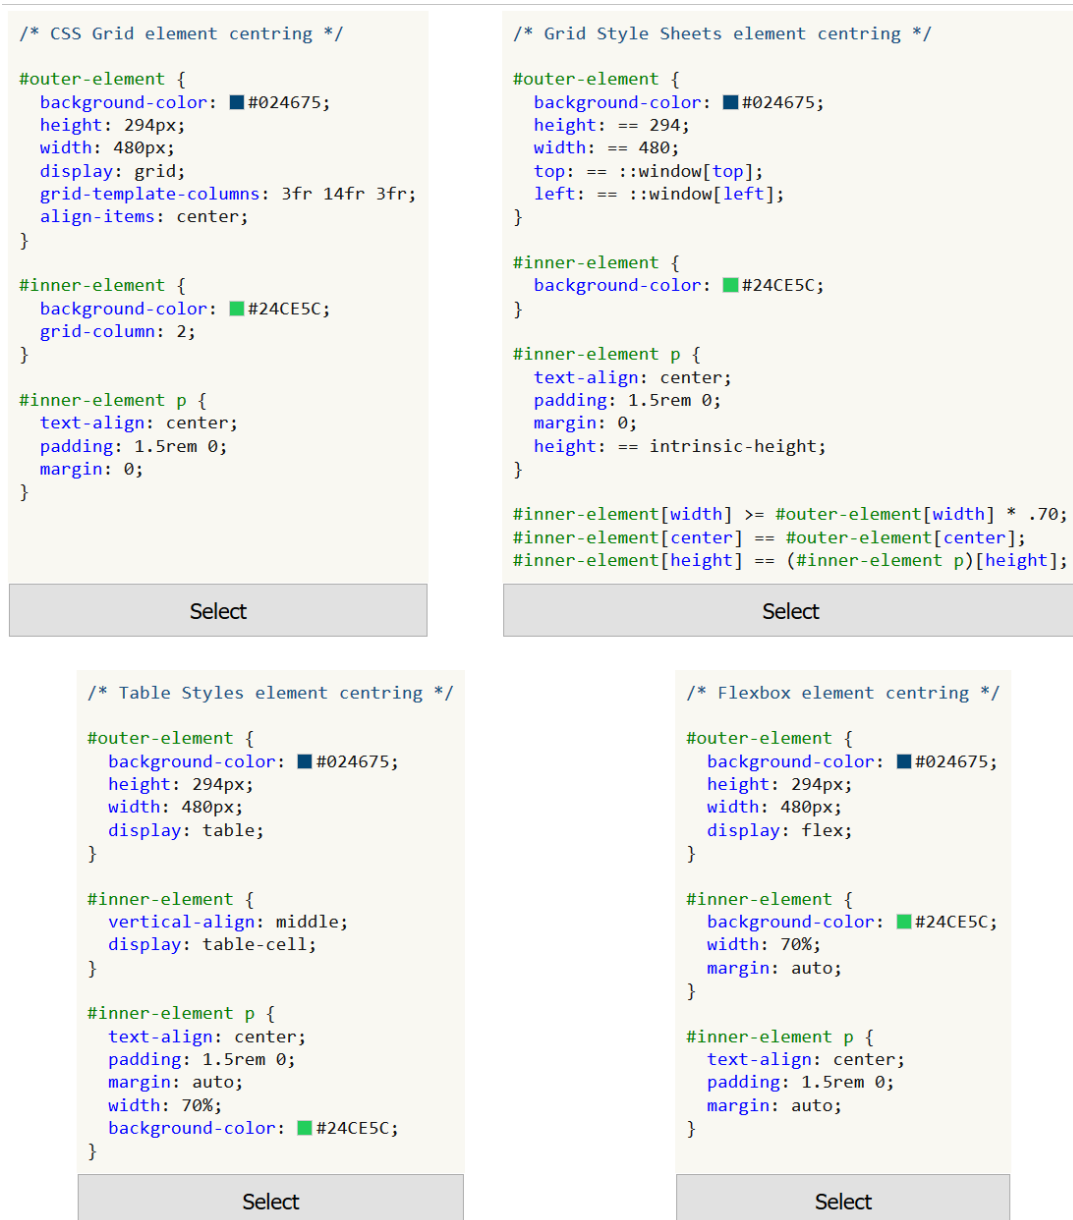 /* CSS Grid element centring */
#outer-element {
background-color: #024675;
height: 294px;
width: 480px;
display: grid;
grid-template-columns: 3fr 14fr 3fr;
align-items: center;
}
#inner-element {
background-color: #24CE5C;
grid-column: 2;
}
#inner-element p {
text-align: center;
padding: 1.5rem 0;
margin: 0;
}
Select
/* Grid Style Sheets element centring */
#outer-element {
background-color: #024675;
height: == 294;
width: == 480;
top: == ::window[top];
left: == ::window[left];
}
#inner-element {
background-color: #24CE5C;
}
#inner-element p {
text-align: center;
padding: 1.5rem 0;
margin: 0;
height: == intrinsic-height;
}
#inner-element[width] >= #outer-element[width] * .70;
#inner-element[center] == #outer-element[center];
#inner-element[height] == (#inner-element p)[height];
Select
/* Table Styles element centring */
#outer-element {
background-color: #024675;
height: 294px;
width: 480px;
display: table;
}
#inner-element {
vertical-align: middle;
display: table-cell;
}
#inner-element p {
text-align: center;
padding: 1.5rem 0;
margin: auto;
width: 70%;
background-color: #24CE5C;
}
Select
/* Flexbox element centring */
#outer-element {
background-color: #024675;
height: 294px;
width: 480px;
display: flex;
}
#inner-element {
background-color: #24CE5C;
width: 70%;
margin: auto;
}
#inner-element p {
text-align: center;
padding: 1.5rem 0;
margin: auto;
}
Select